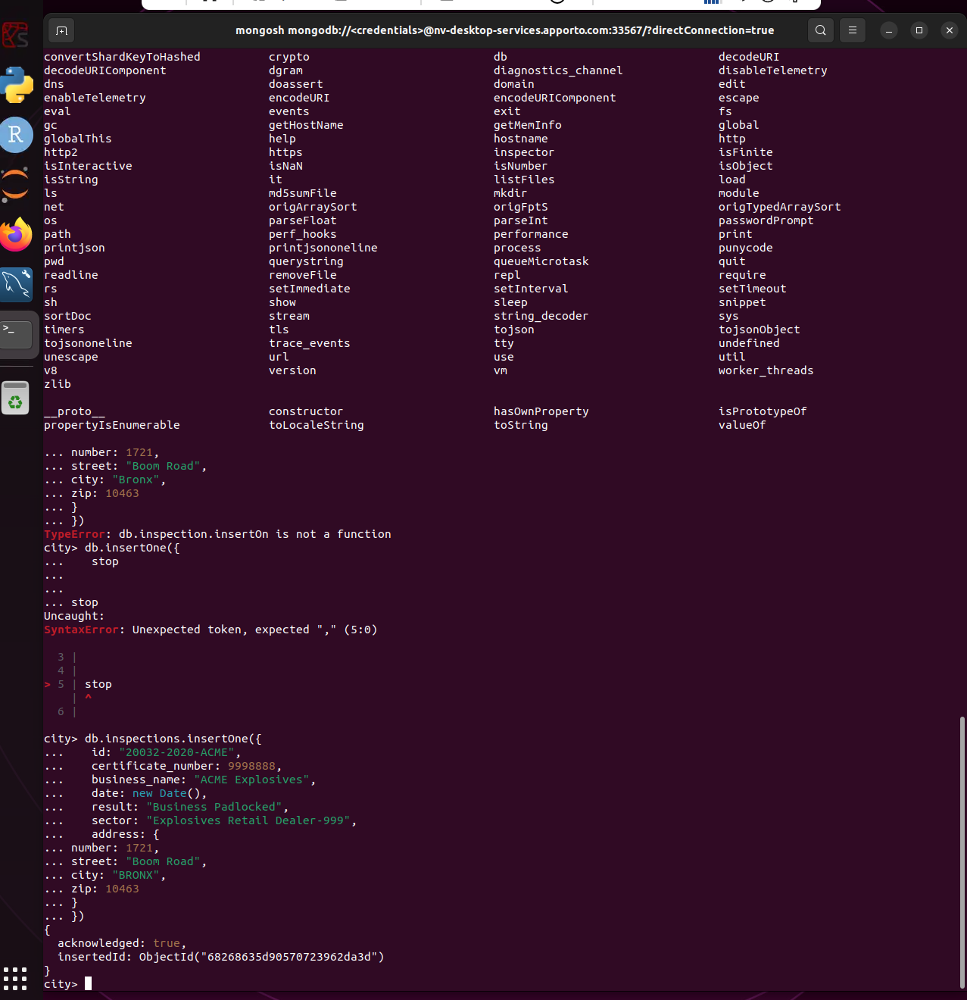 mongosh mongodb://<credentials>@nv-desktop-services.apporto.com:33567/?directConnection=true
convertShardKeyToHashed crypto db decodeURI
decodeURIComponent dgram diagnostics_channel disableTelemetry
dns doassert domain edit
enableTelemetry encodeURI encodeURIComponent escape
eval events exit fs
gc getHostName getMemInfo global
globalThis help hostname http
http2 https inspector isFinite
isInteractive isNaN isNumber isObject
isString it listFiles load
ls md5sumFile mkdir module
net origArraySort origFptS origTypedArraySort
os parseFloat parseInt passwordPrompt
path perf_hooks performance print
printjson printjsononeline process punycode
pwd querystring queueMicrotask quit
readline removeFile repl require
rs setImmediate setInterval setTimeout
sh show sleep snippet
sortDoc stream string_decoder sys
timers tls tojson tojsonObject
tojsononeline trace_events tty undefined
unescape url use util
v8 version vm worker_threads
zlib
__proto__ constructor hasOwnProperty isPrototypeOf
propertyIsEnumerable toLocaleString toString valueOf
... number: 1721,
... street: "Boom Road",
... city: "Bronx",
... zip: 10463
... }
... })
TypeError: db.inspection.insertOn is not a function
city> db.insertOne({
...    stop
...
...
... stop
Uncaught:
SyntaxError: Unexpected token, expected "," (5:0)
  3 |
  4 |
> 5 | stop
    | ^
  6 |
city> db.inspections.insertOne({
...    id: "20032-2020-ACME",
...    certificate_number: 9998888,
...    business_name: "ACME Explosives",
...    date: new Date(),
...    result: "Business Padlocked",
...    sector: "Explosives Retail Dealer-999",
...    address: {
... number: 1721,
... street: "Boom Road",
... city: "BRONX",
... zip: 10463
... }
... })
{
  acknowledged: true,
  insertedId: ObjectId("68268635d90570723962da3d")
}
city>